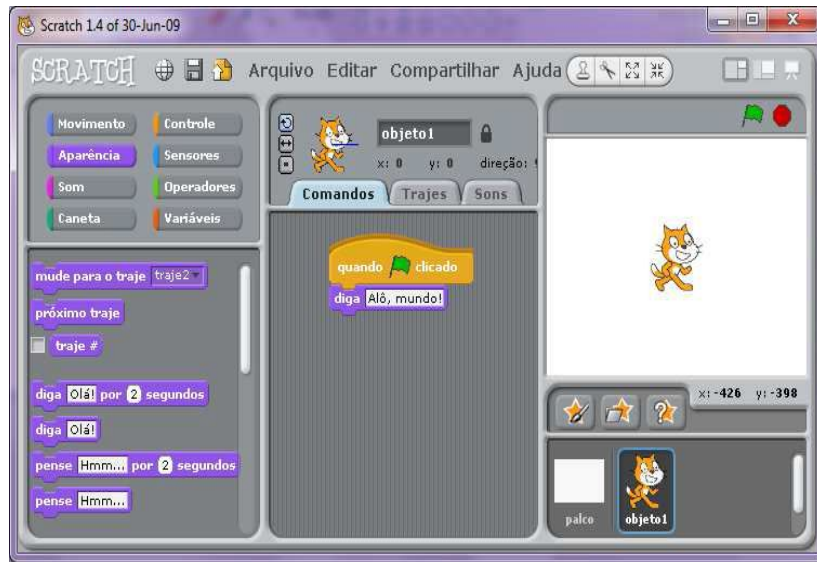 Scratch 1.4 of 30-Jun-09
SCRATCH Arquivo Editar Compartilhar Ajuda
Movimento Controle
Aparência Sensores
Som Operadores
Caneta Variáveis
mude para o traje traje2
próximo traje
traje #
diga Olá! por 2 segundos
diga Olá!
pense Hmm... por 2 segundos
pense Hmm...
objeto1
x: 0 y: 0 direção:
Comandos Trajes Sons
quando clicado
diga Alô, mundo!
x: -426 y: -398
palco objeto1